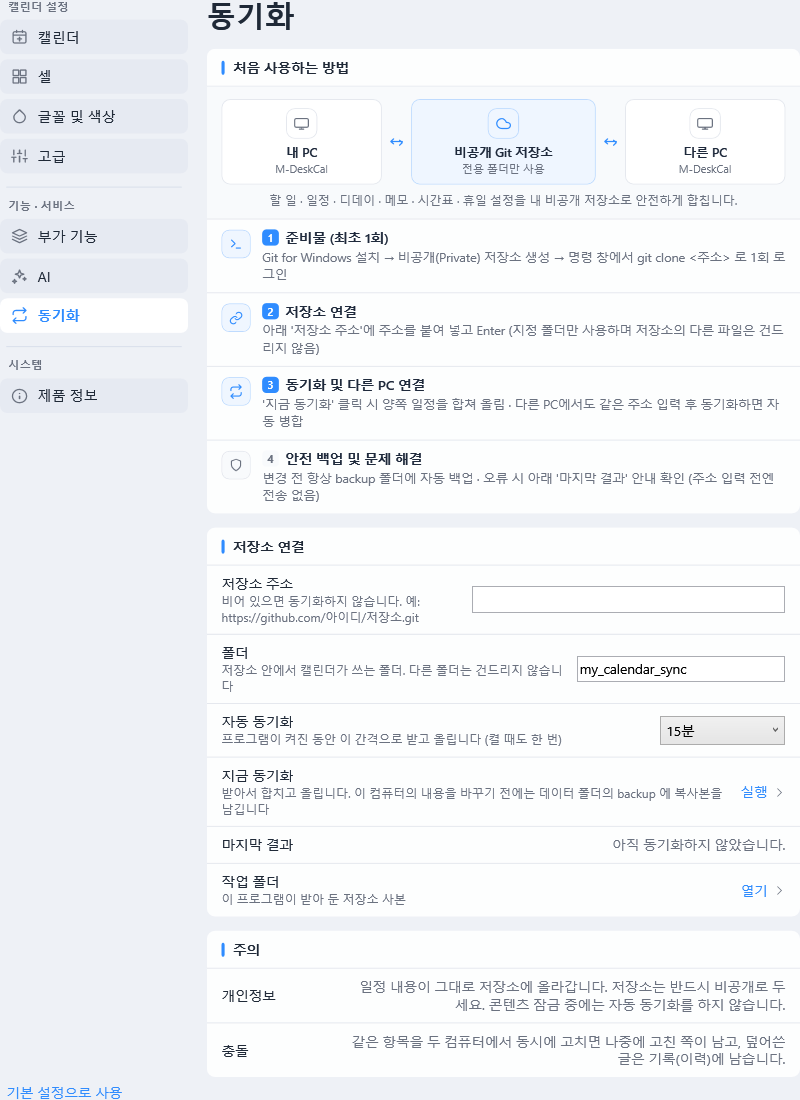 캘린더 설정
캘린더
셀
글꼴 및 색상
고급
기능 · 서비스
부가 기능
AI
동기화
시스템
제품 정보
기본 설정으로 사용
동기화
처음 사용하는 방법
내 PC
M-DeskCal
비공개 Git 저장소
전용 폴더만 사용
다른 PC
M-DeskCal
할 일 · 일정 · 디데이 · 메모 · 시간표 · 휴일 설정을 내 비공개 저장소로 안전하게 합칩니다.
1 준비물 (최초 1회)
Git for Windows 설치 → 비공개(Private) 저장소 생성 → 명령 창에서 git clone <주소> 로 1회 로
그인
2 저장소 연결
아래 '저장소 주소'에 주소를 붙여 넣고 Enter (지정 폴더만 사용하며 저장소의 다른 파일은 건드
리지 않음)
3 동기화 및 다른 PC 연결
'지금 동기화' 클릭 시 양쪽 일정을 합쳐 올림 · 다른 PC에서도 같은 주소 입력 후 동기화하면 자
동 병합
4 안전 백업 및 문제 해결
변경 전 항상 backup 폴더에 자동 백업 · 오류 시 아래 '마지막 결과' 안내 확인 (주소 입력 전엔
전송 없음)
저장소 연결
저장소 주소
비어 있으면 동기화하지 않습니다. 예:
https://github.com/아이디/저장소.git
폴더
저장소 안에서 캘린더가 쓰는 폴더. 다른 폴더는 건드리지 않습니
다
my_calendar_sync
자동 동기화
프로그램이 켜진 동안 이 간격으로 받고 올립니다 (켤 때도 한 번)
15분
지금 동기화
받아서 합치고 올립니다. 이 컴퓨터의 내용을 바꾸기 전에는 데이터 폴더의 backup 에 복사본을
남깁니다
실행
마지막 결과
아직 동기화하지 않았습니다.
작업 폴더
이 프로그램이 받아 둔 저장소 사본
열기
주의
개인정보
일정 내용이 그대로 저장소에 올라갑니다. 저장소는 반드시 비공개로 두
세요. 콘텐츠 잠금 중에는 자동 동기화를 하지 않습니다.
충돌
같은 항목을 두 컴퓨터에서 동시에 고치면 나중에 고친 쪽이 남고, 덮어쓴
글은 기록(이력)에 남습니다.